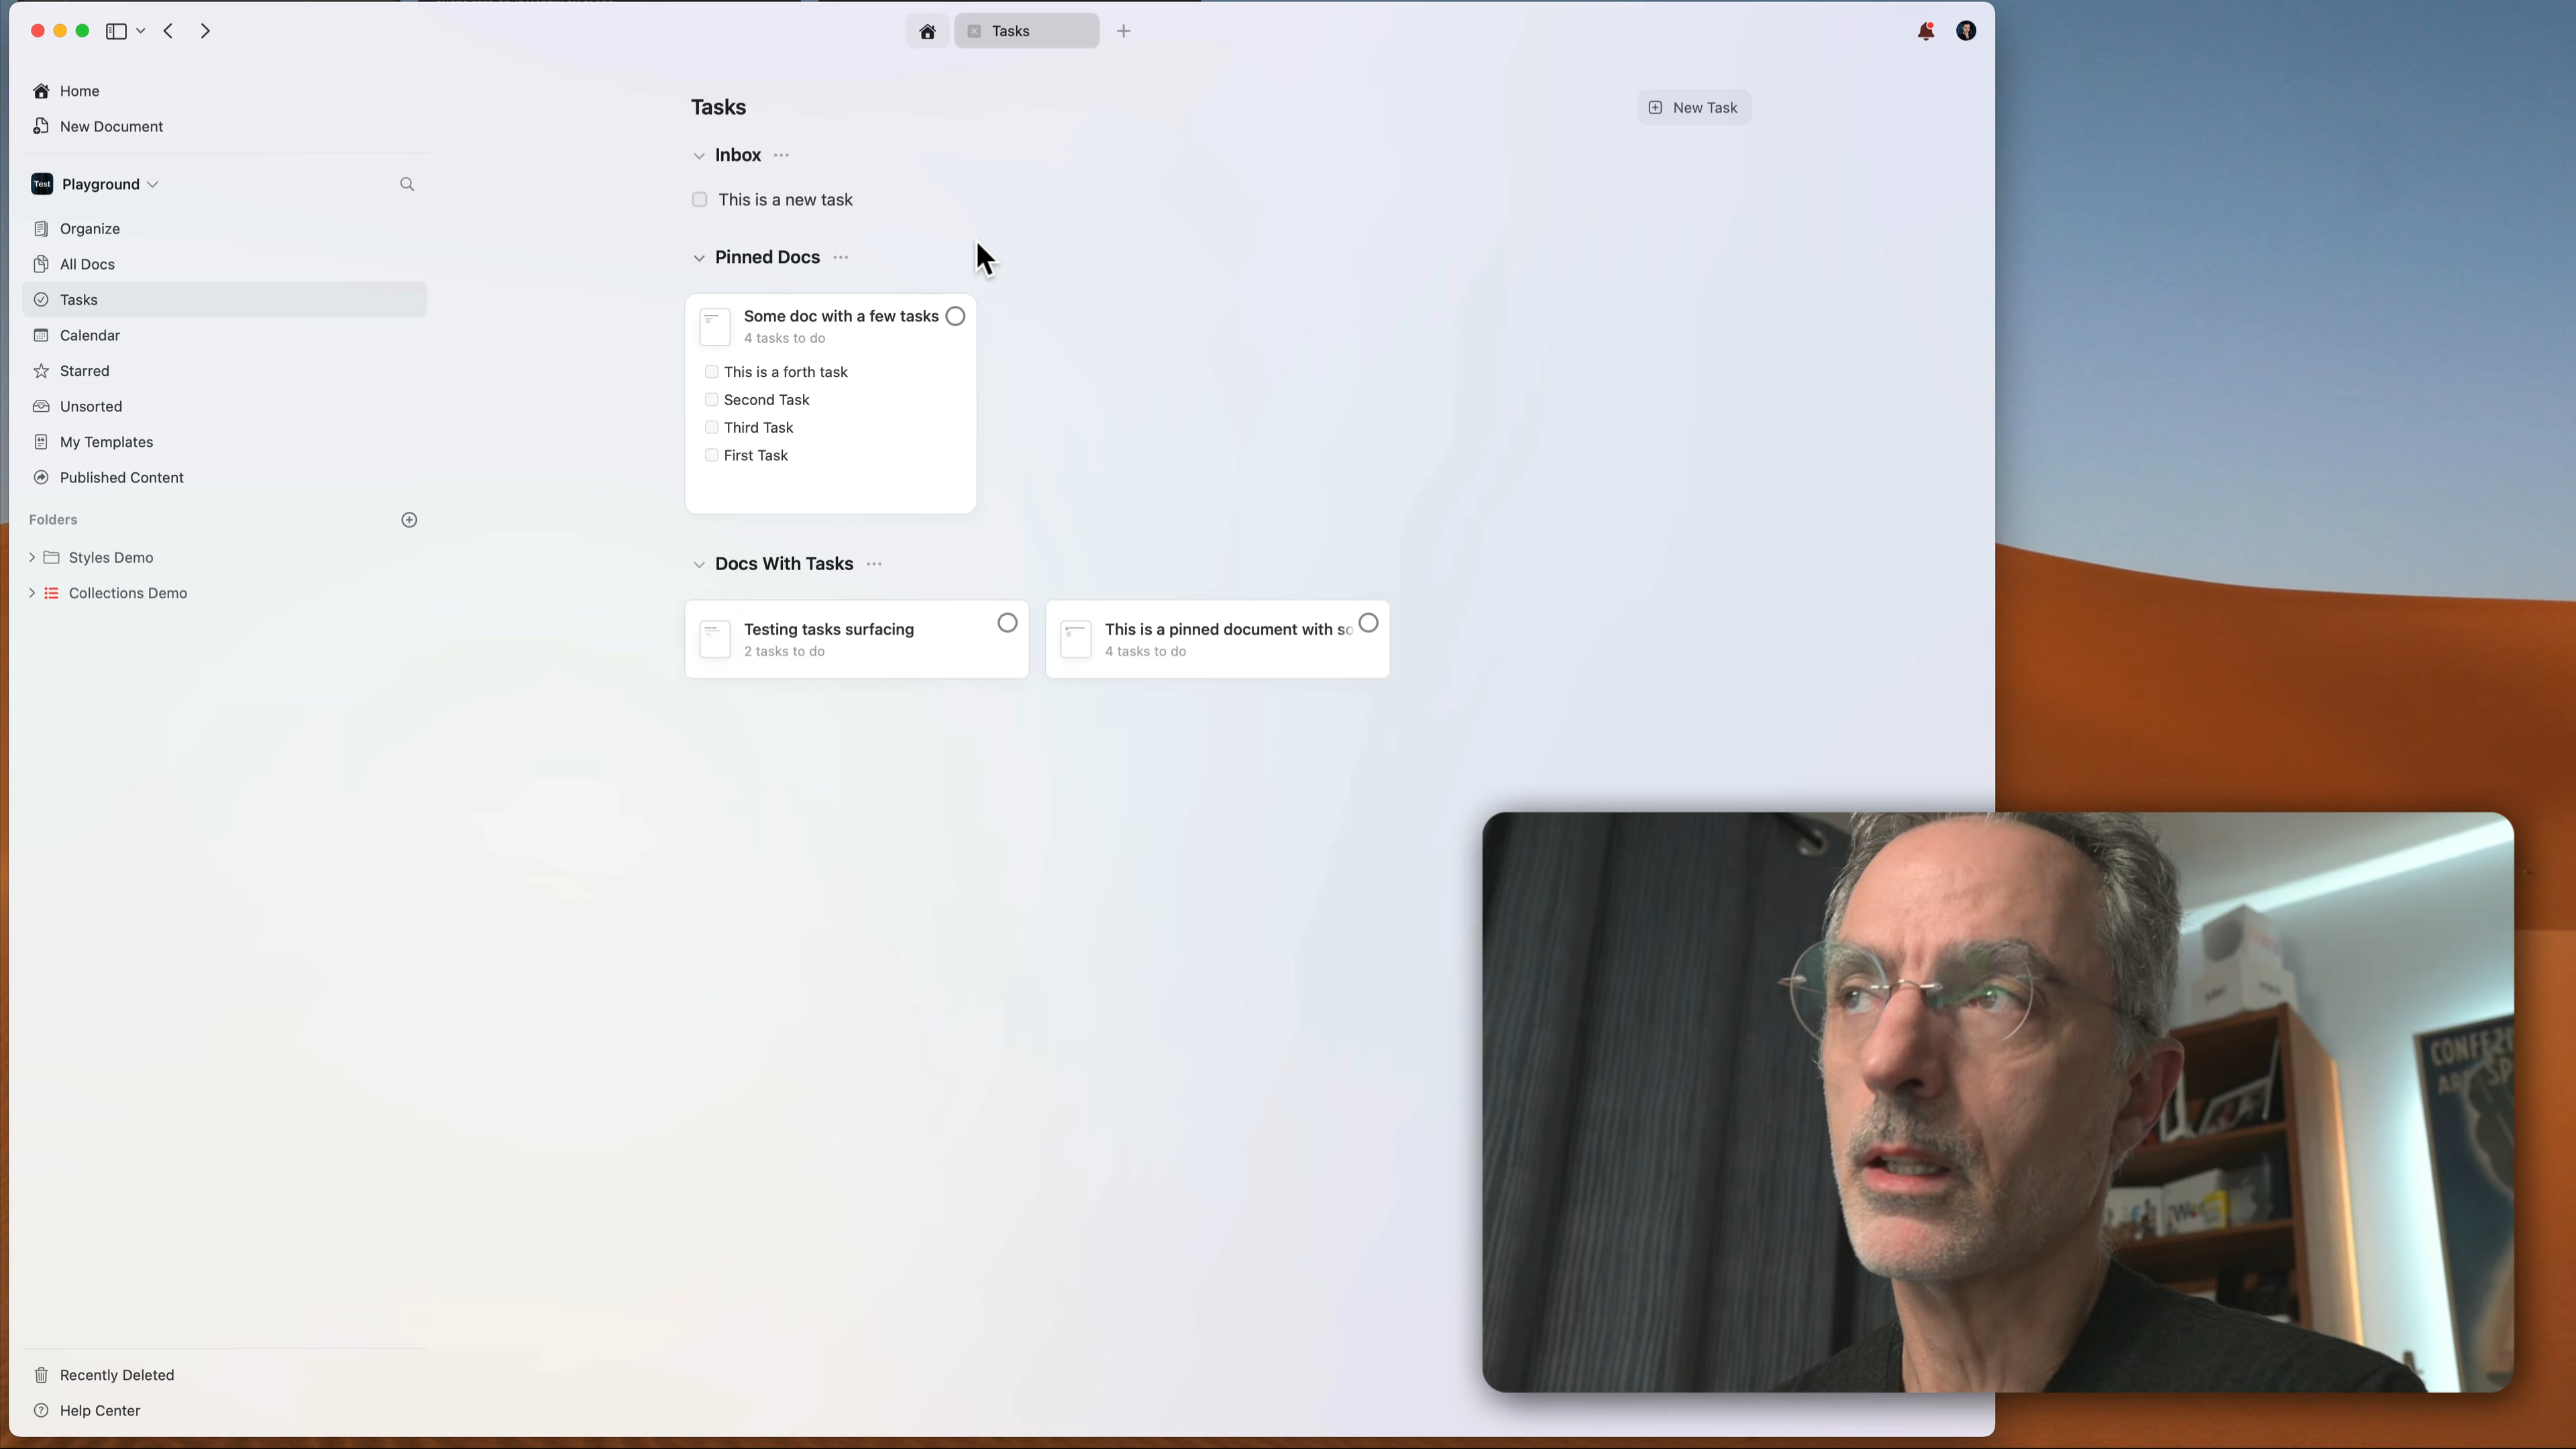 Tasks
Home
New Document
Test Playground
Organize
All Docs
Tasks
Calendar
Starred
Unsorted
My Templates
Published Content
Folders
Styles Demo
Collections Demo
Recently Deleted
Help Center
Tasks
New Task
Inbox
This is a new task
Pinned Docs
Some doc with a few tasks
4 tasks to do
This is a forth task
Second Task
Third Task
First Task
Docs With Tasks
Testing tasks surfacing
2 tasks to do
This is a pinned document with so
4 tasks to do